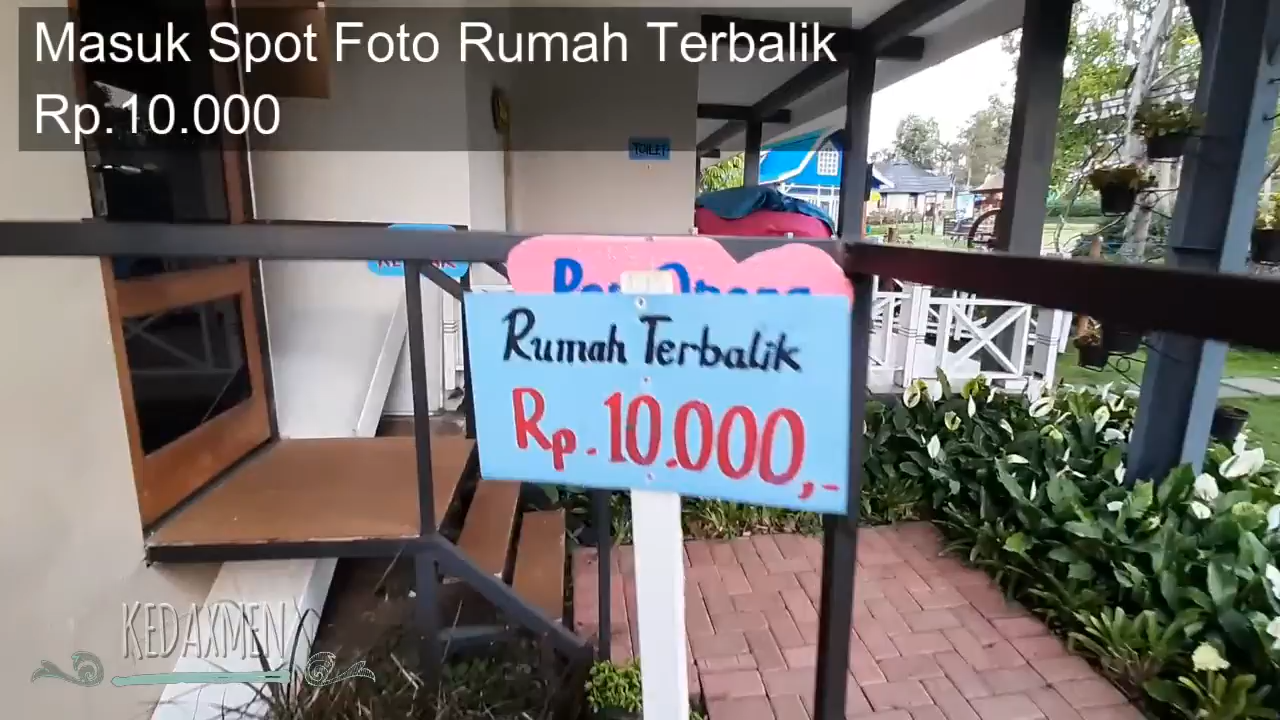 Masuk Spot Foto Rumah Terbalik
Rp.10.000
TOILET
Rumah Terbalik
Rp.10.000,-
KEDAXMEN